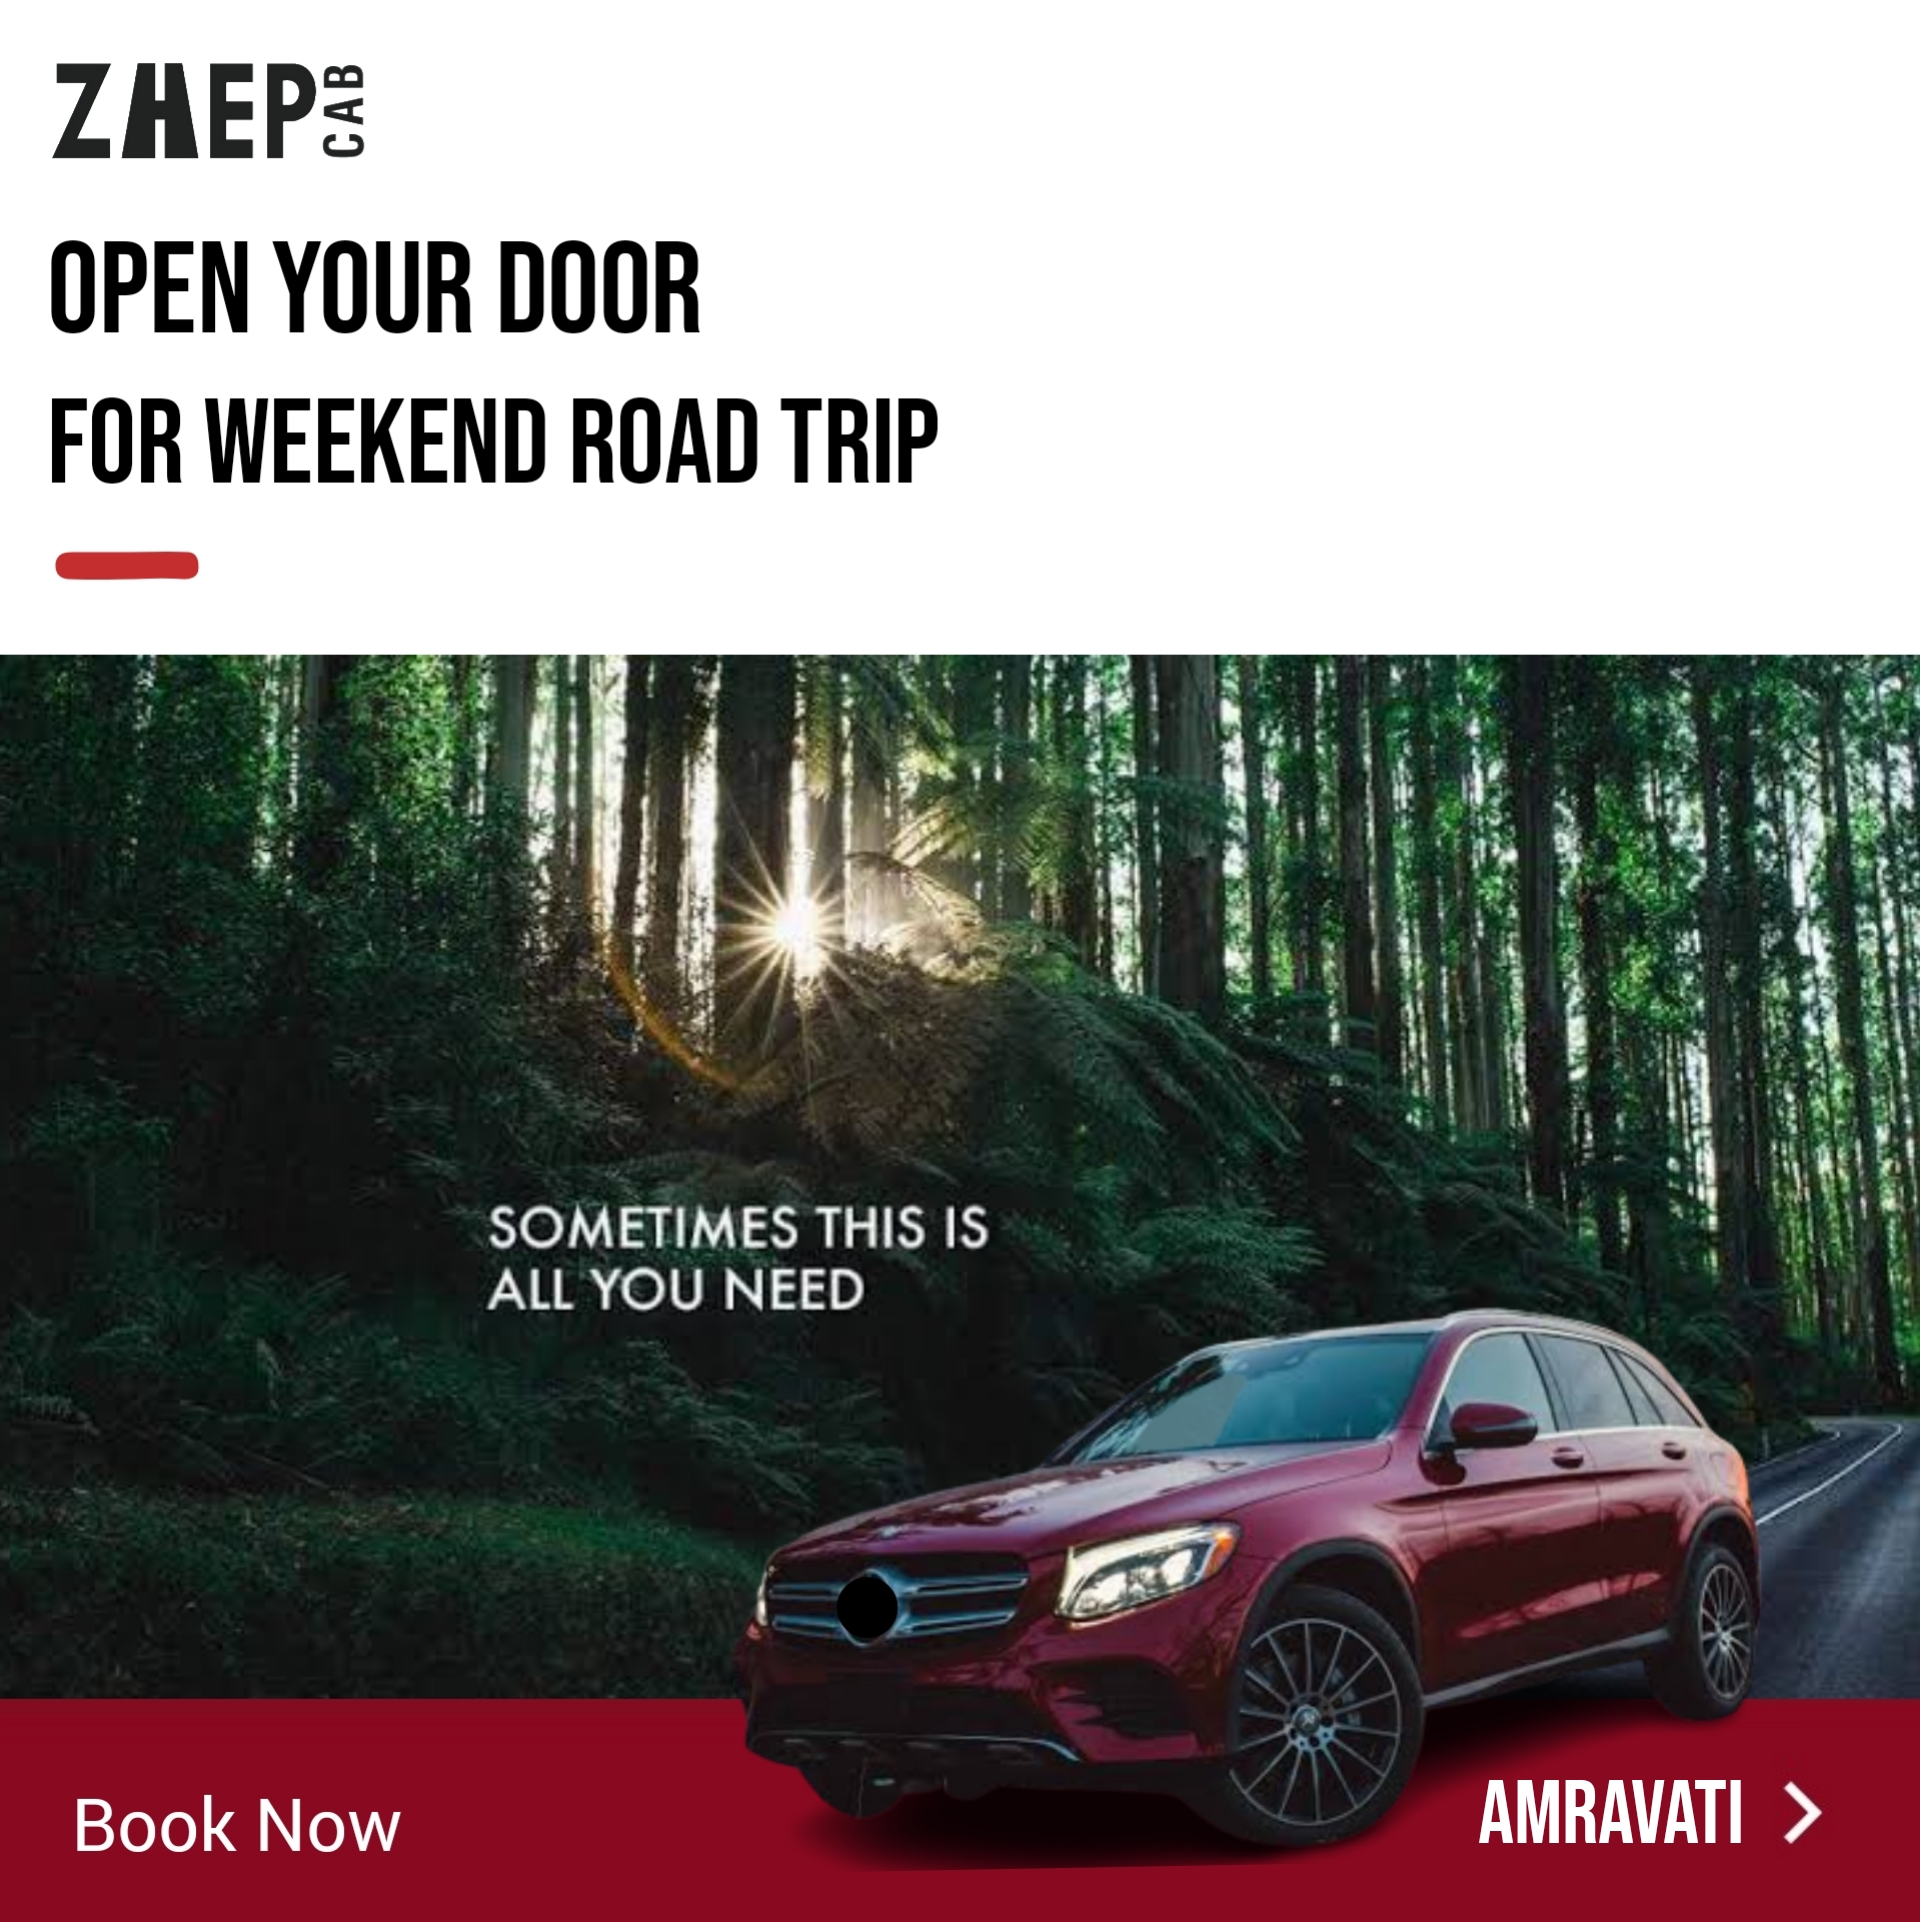 ZHEP CAB
OPEN YOUR DOOR
FOR WEEKEND ROAD TRIP
SOMETIMES THIS IS
ALL YOU NEED
Book Now
AMRAVATI